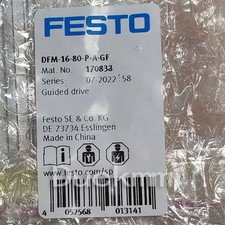 FESTO
DFM-16-80-P-A-GF
Mat. No. 170838
Series 07-2022 58
Guided drive
Festo SE & Co. KG
DE 73734 Esslingen
Made in China
www.festo.com/sp
4 052568 013141